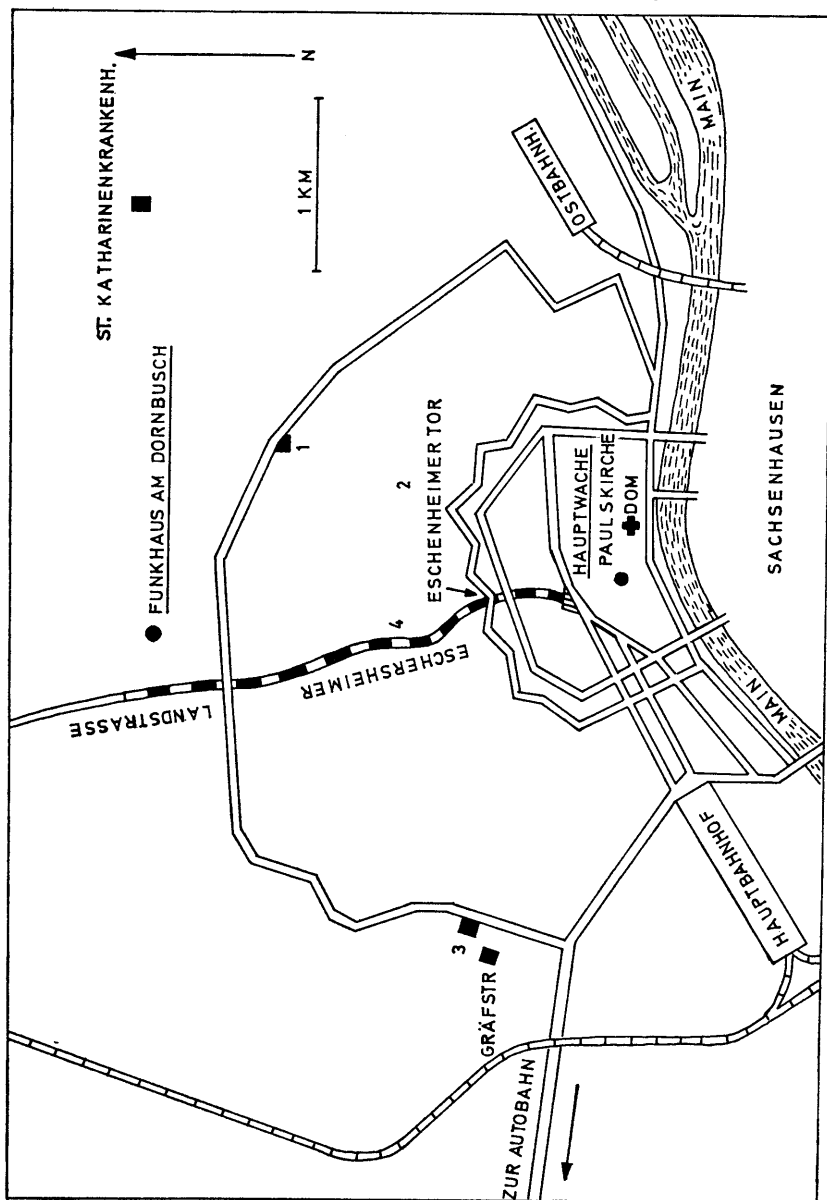 ST. KATHARINENKRANKENH.
N
1 KM
FUNKHAUS AM DORNBUSCH
OSTBAHNH.
MAIN
1
2
ESCHENHEIMER TOR
4
ESCHERSHEIMER
LANDSTRASSE
HAUPTWACHE
PAULSKIRCHE
DOM
SACHSENHAUSEN
MAIN
3
GRÄFSTR
HAUPTBAHNHOF
ZUR AUTOBAHN